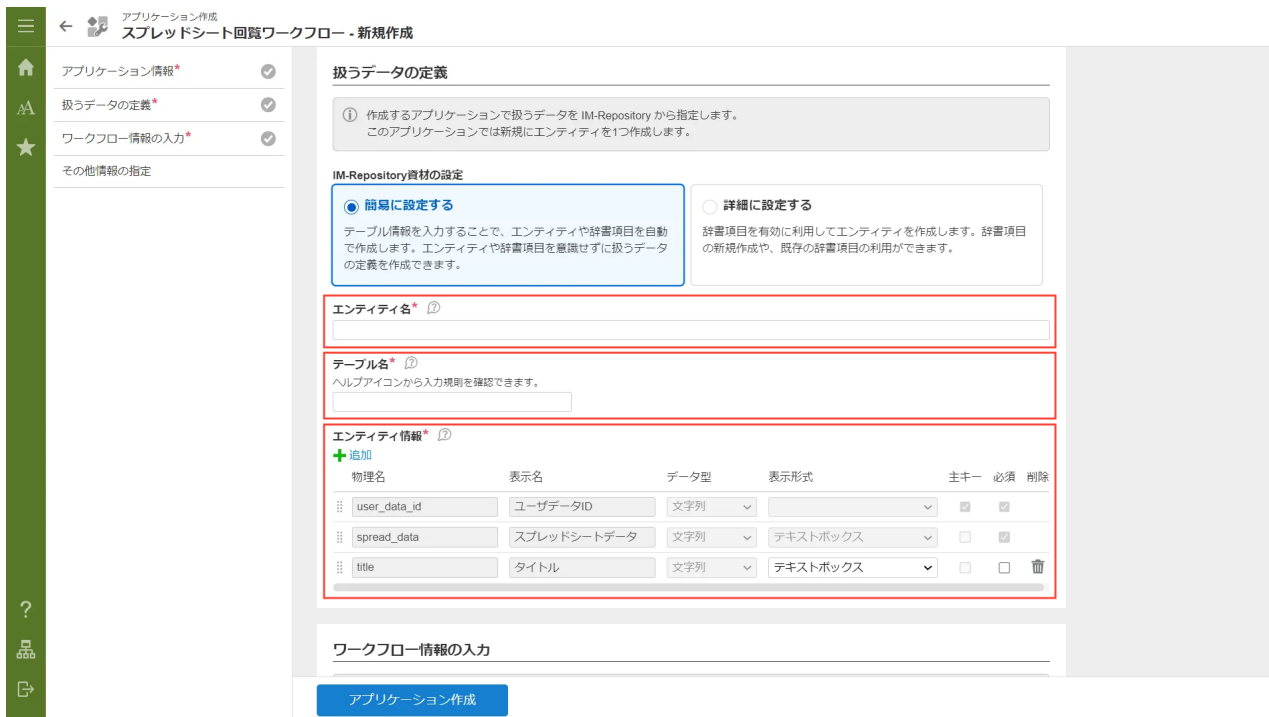 アプリケーション作成
スプレッドシート回覧ワークフロー - 新規作成
アプリケーション情報*
扱うデータの定義*
ワークフロー情報の入力*
その他情報の指定
扱うデータの定義
作成するアプリケーションで扱うデータを IM-Repository から指定します。
このアプリケーションでは新規にエンティティを1つ作成します。
IM-Repository資材の設定
簡易に設定する
テーブル情報を入力することで、エンティティや辞書項目を自動
で作成します。エンティティや辞書項目を意識せずに扱うデータ
の定義を作成できます。
詳細に設定する
辞書項目を有効に利用してエンティティを作成します。辞書項目
の新規作成や、既存の辞書項目の利用ができます。
エンティティ名* ?
テーブル名* ?
ヘルプアイコンから入力規則を確認できます。
エンティティ情報* ?
追加
物理名 表示名 データ型 表示形式 主キー 必須 削除
user_data_id ユーザデータID 文字列
spread_data スプレッドシートデータ 文字列 テキストボックス
title タイトル 文字列 テキストボックス
ワークフロー情報の入力
アプリケーション作成